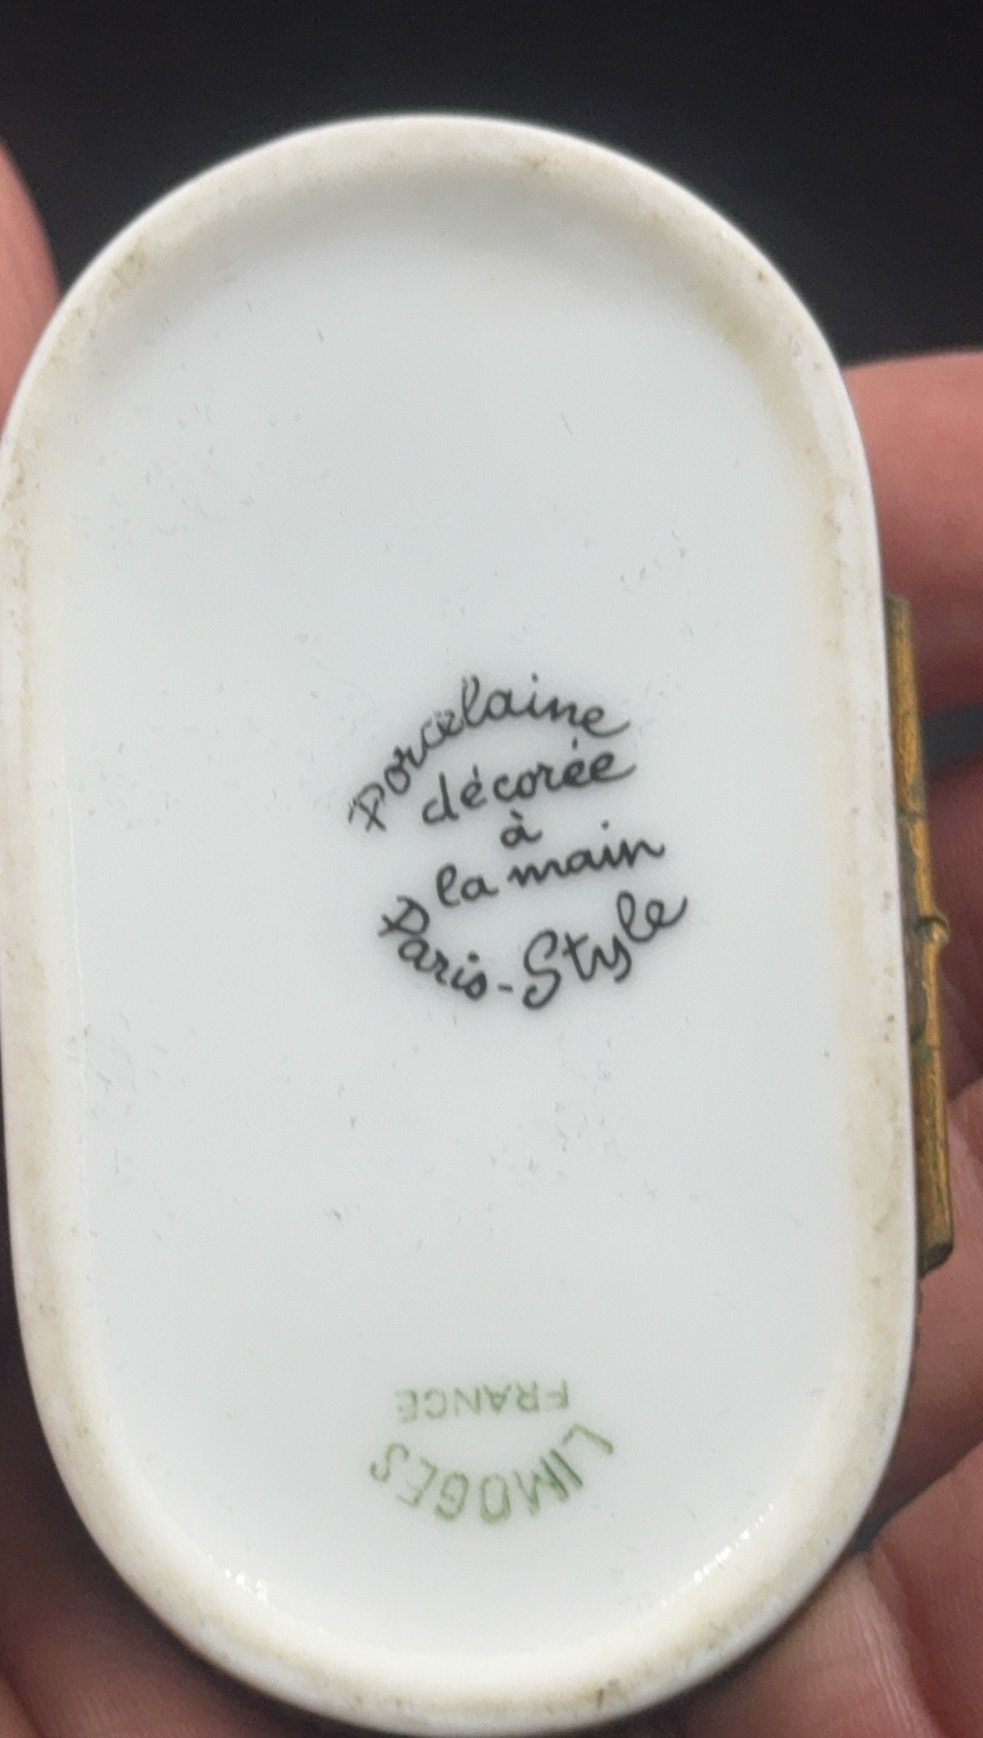 Porcelaine
décorée
à
la main
Paris-Style
LIMOGES
FRANCE